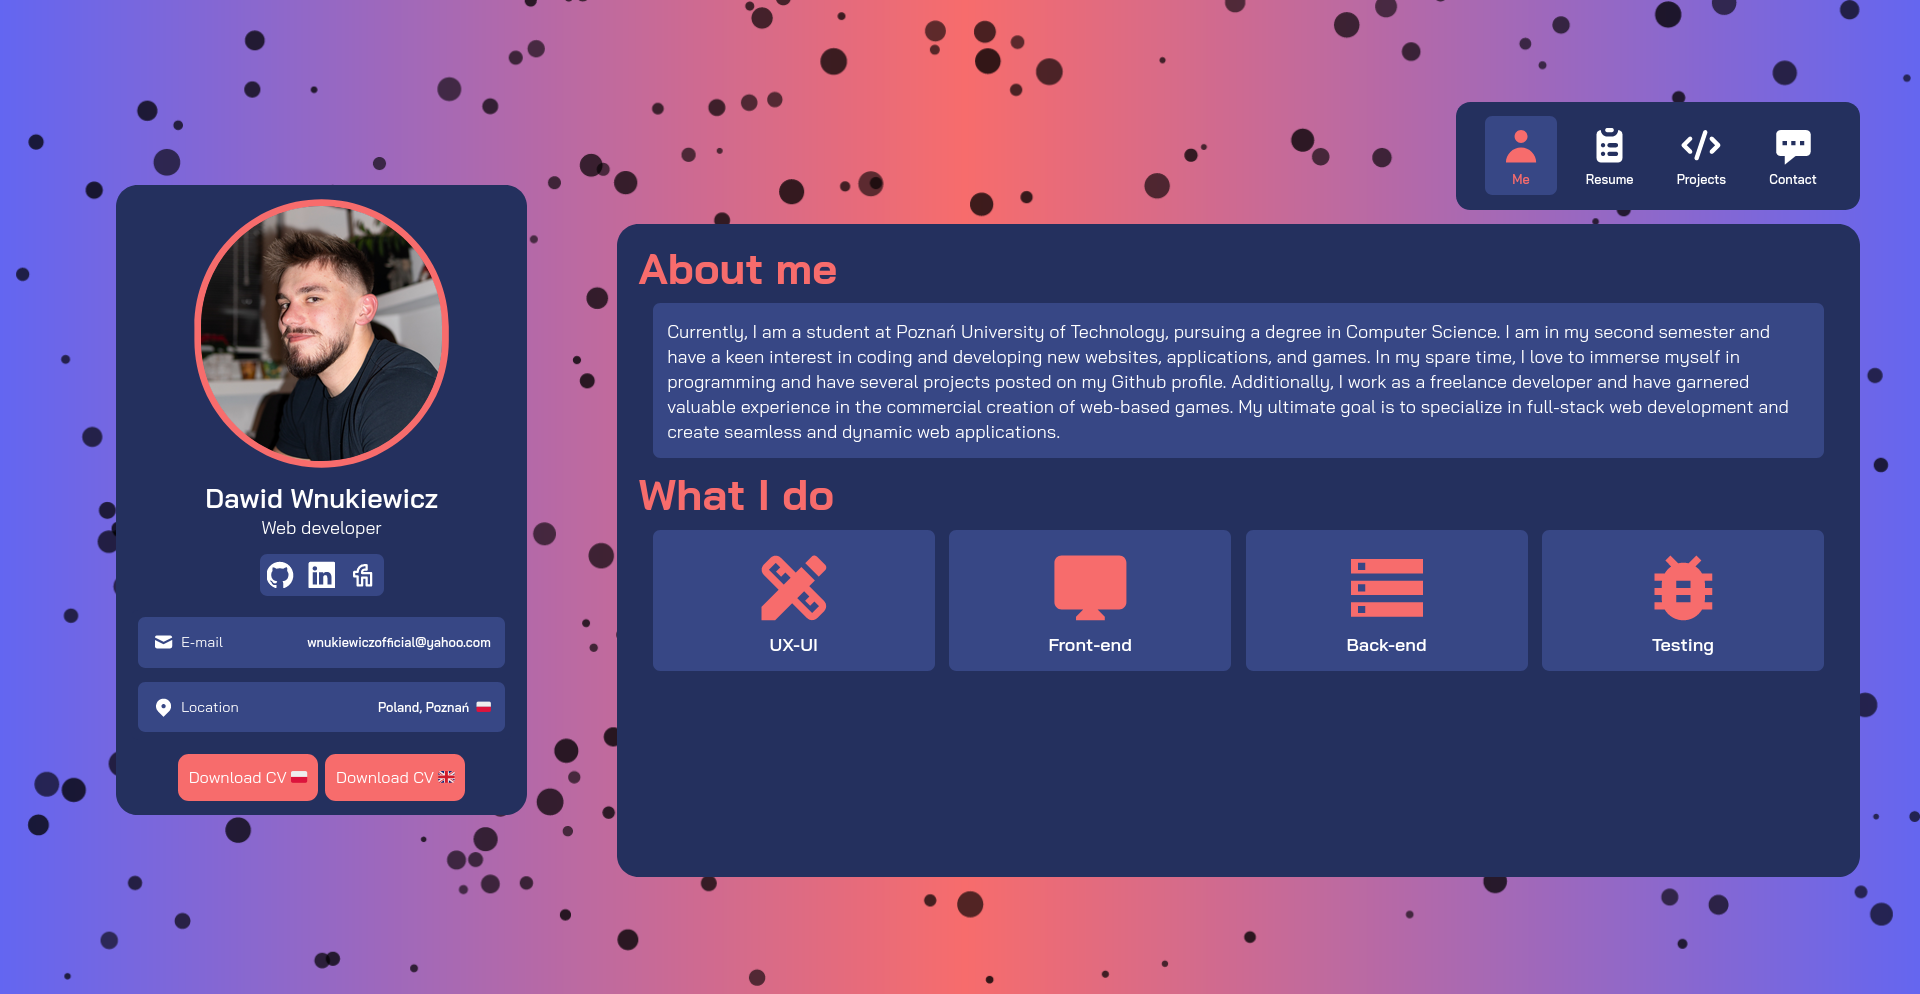 Me
Resume
Projects
Contact
Dawid Wnukiewicz
Web developer
E-mail
wnukiewiczofficial@yahoo.com
Location
Poland, Poznań
Download CV
Download CV
About me
Currently, I am a student at Poznań University of Technology, pursuing a degree in Computer Science. I am in my second semester and
have a keen interest in coding and developing new websites, applications, and games. In my spare time, I love to immerse myself in
programming and have several projects posted on my Github profile. Additionally, I work as a freelance developer and have garnered
valuable experience in the commercial creation of web-based games. My ultimate goal is to specialize in full-stack web development and
create seamless and dynamic web applications.
What I do
UX-UI
Front-end
Back-end
Testing